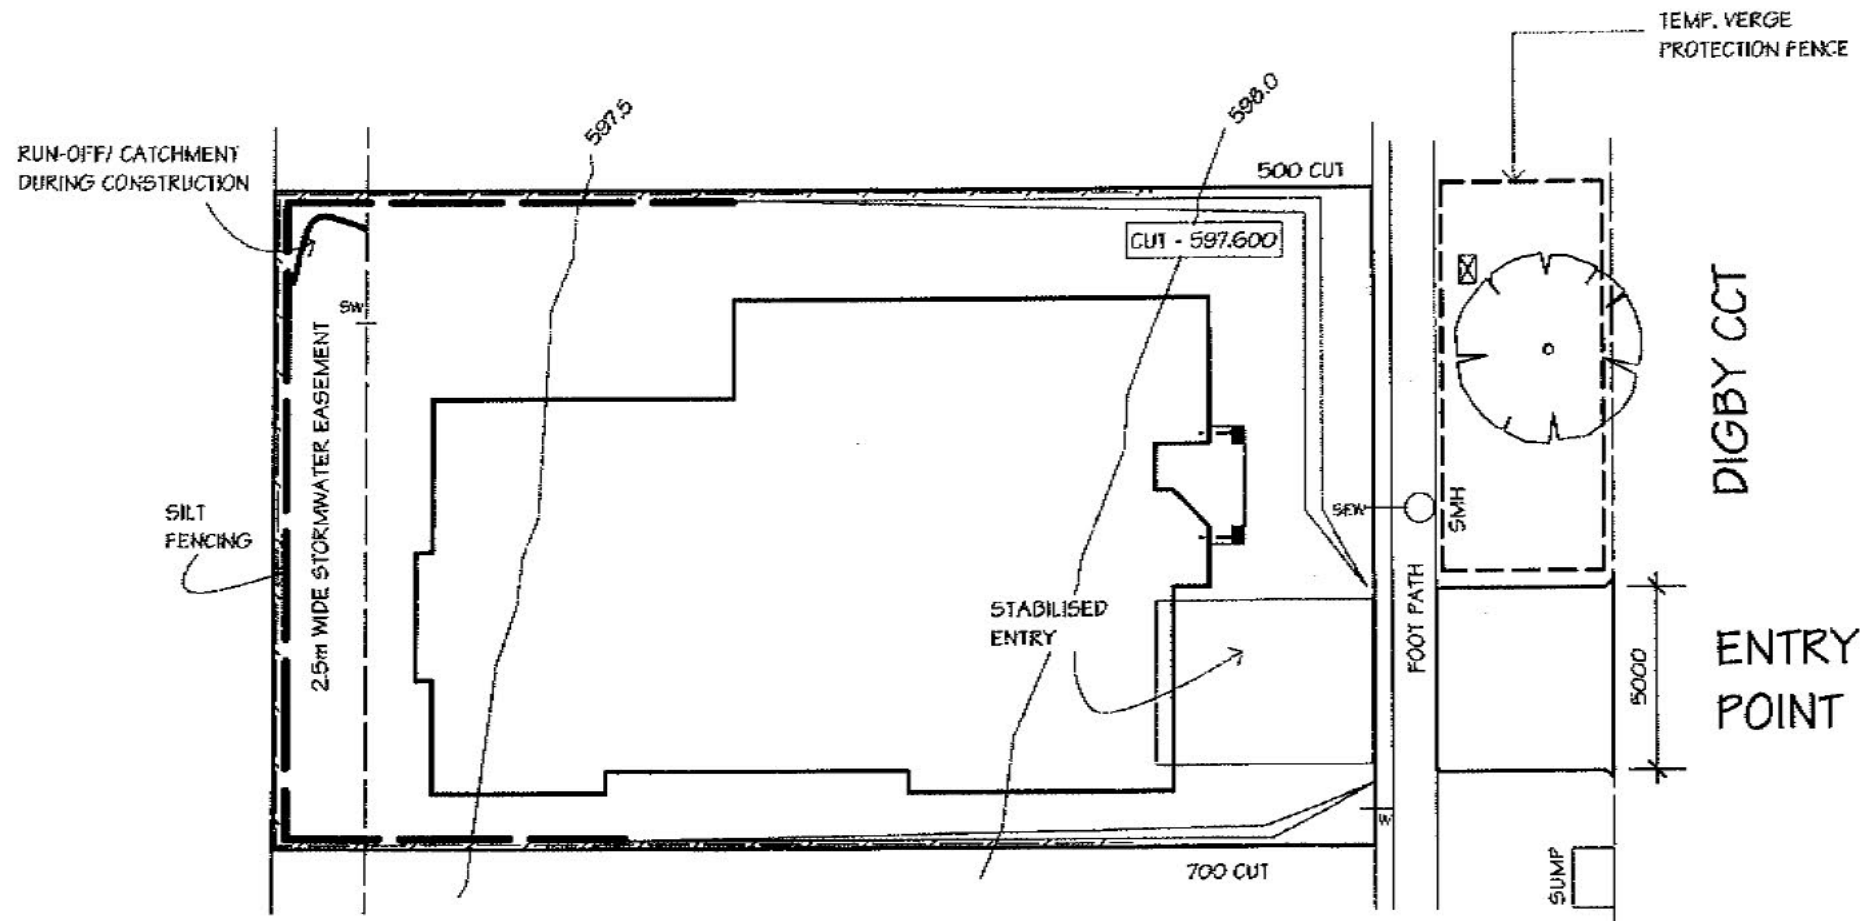 TEMP. VERGE
PROTECTION FENCE
597.5
598.0
RUN-OFF/ CATCHMENT
DURING CONSTRUCTION
500 CUT
CUT - 597.600
SW
2.5m WIDE STORMWATER EASEMENT
DIGBY CCT
SILT
FENCING
SEW
SMH
STABILISED
ENTRY
FOOT PATH
5000
ENTRY
POINT
W
700 CUT
SUMP